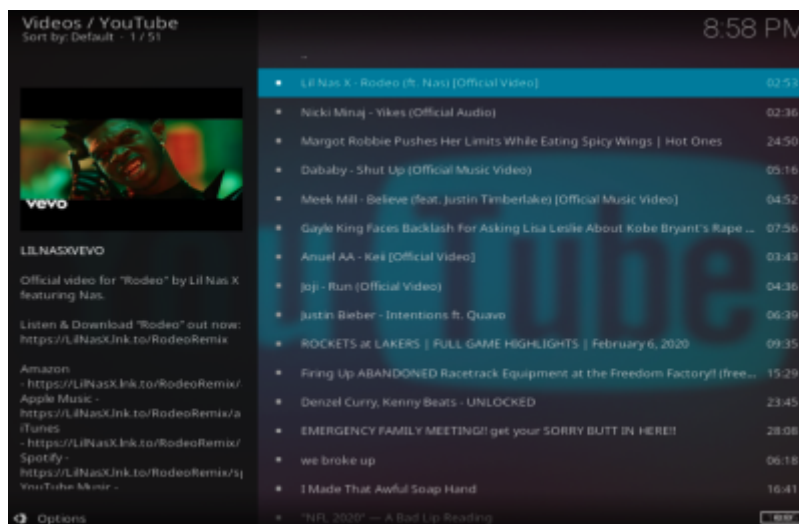 Videos / YouTube
Sort by: Default · 1 / 51
8:58 PM
..
Lil Nas X - Rodeo (ft. Nas) [Official Video] 02:53
Nicki Minaj - Yikes (Official Audio) 02:36
Margot Robbie Pushes Her Limits While Eating Spicy Wings | Hot Ones 24:50
Dababy - Shut Up (Official Music Video) 05:16
Meek Mill - Believe (feat. Justin Timberlake) [Official Music Video] 04:52
Gayle King Faces Backlash For Asking Lisa Leslie About Kobe Bryant's Rape ... 07:56
Anuel AA - Keii [Official Video] 03:43
Joji - Run (Official Video) 04:36
Justin Bieber - Intentions ft. Quavo 06:39
ROCKETS at LAKERS | FULL GAME HIGHLIGHTS | February 6, 2020 09:35
Firing Up ABANDONED Racetrack Equipment at the Freedom Factory!! (free... 15:29
Denzel Curry, Kenny Beats - UNLOCKED 23:45
EMERGENCY FAMILY MEETING!! get your SORRY BUTT IN HERE!! 28:08
we broke up 06:18
I Made That Awful Soap Hand 16:41
"NFL 2020" — A Bad Lip Reading
Tube
vevo
LILNASXVEVO
Official video for "Rodeo" by Lil Nas X
featuring Nas.
Listen & Download "Rodeo" out now:
https://LilNasX.lnk.to/RodeoRemix
Amazon
- https://LilNasX.lnk.to/RodeoRemix/
Apple Music -
https://LilNasX.lnk.to/RodeoRemix/a
iTunes
- https://LilNasX.lnk.to/RodeoRemix/
Spotify -
https://LilNasX.lnk.to/RodeoRemix/s
YouTube Music -
Options